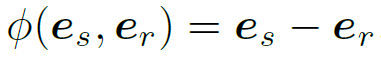 ϕ(e_s, e_r) = e_s − e_r